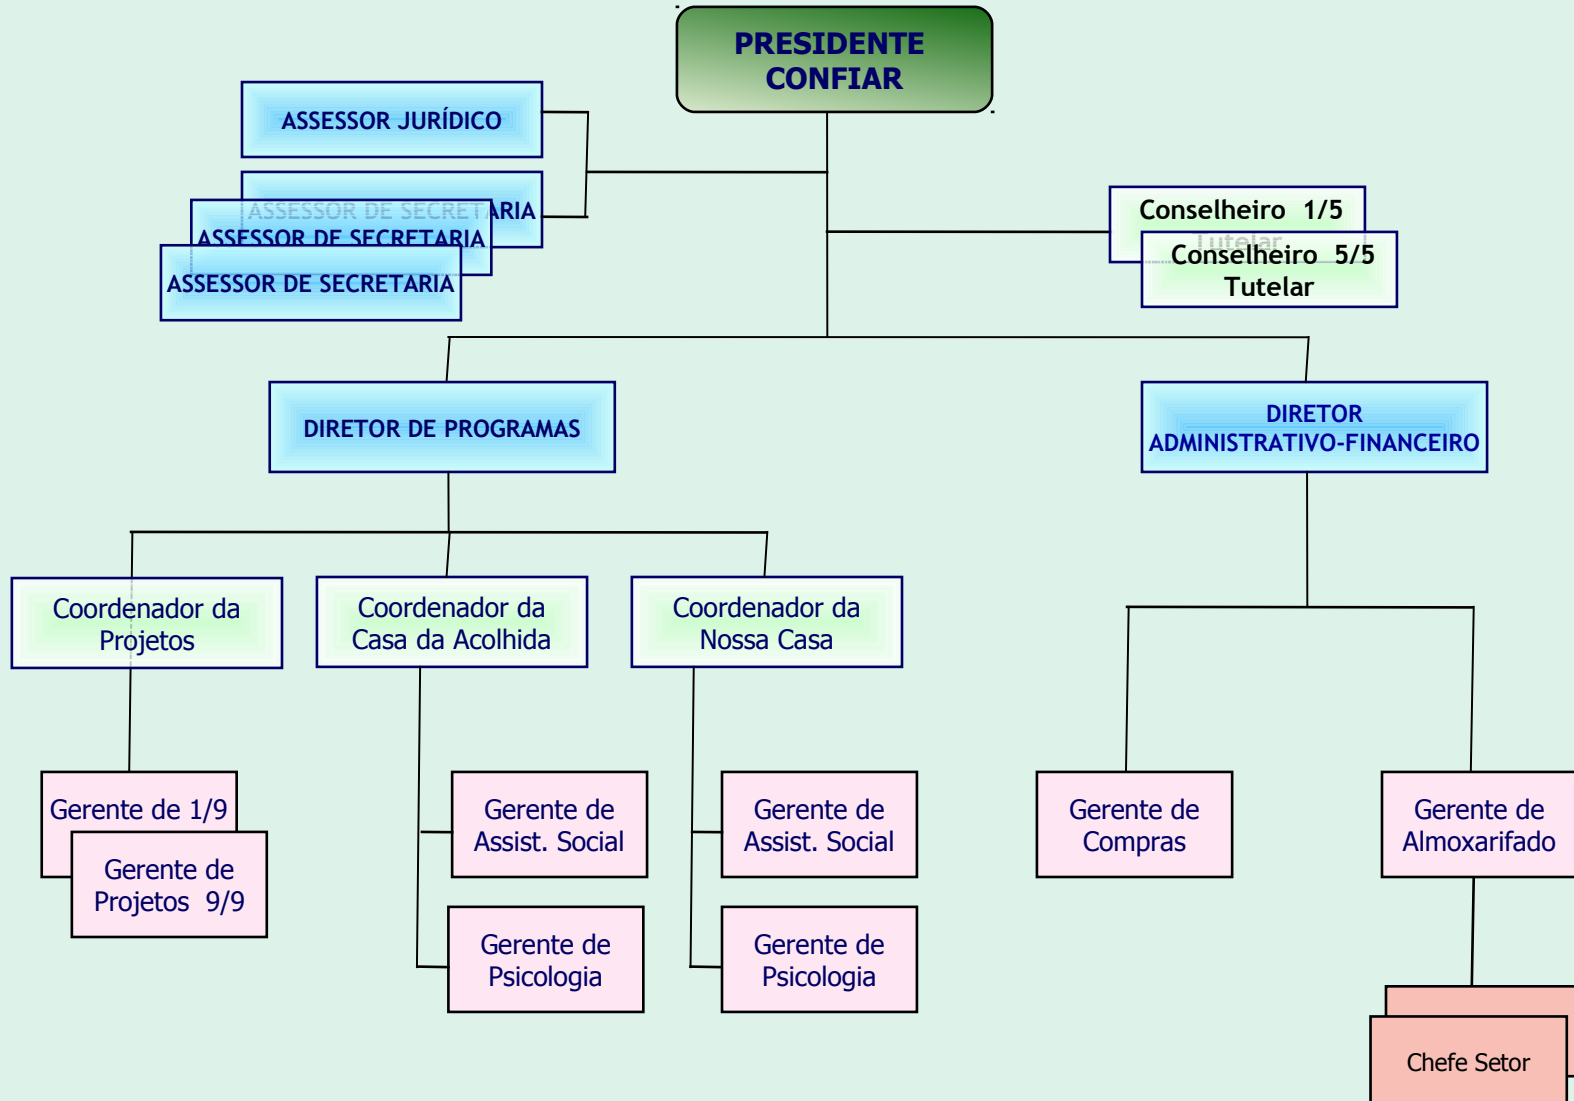 PRESIDENTE
CONFIAR
ASSESSOR JURÍDICO
ASSESSOR DE SECRETARIA
ASSESSOR DE SECRETARIA
ASSESSOR DE SECRETARIA
Conselheiro 1/5
Tutelar
Conselheiro 5/5
Tutelar
DIRETOR DE PROGRAMAS
DIRETOR
ADMINISTRATIVO-FINANCEIRO
Coordenador da
Projetos
Coordenador da
Casa da Acolhida
Coordenador da
Nossa Casa
Gerente de 1/9
Gerente de
Projetos 9/9
Gerente de
Assist. Social
Gerente de
Assist. Social
Gerente de
Compras
Gerente de
Almoxarifado
Gerente de
Psicologia
Gerente de
Psicologia
Chefe Setor